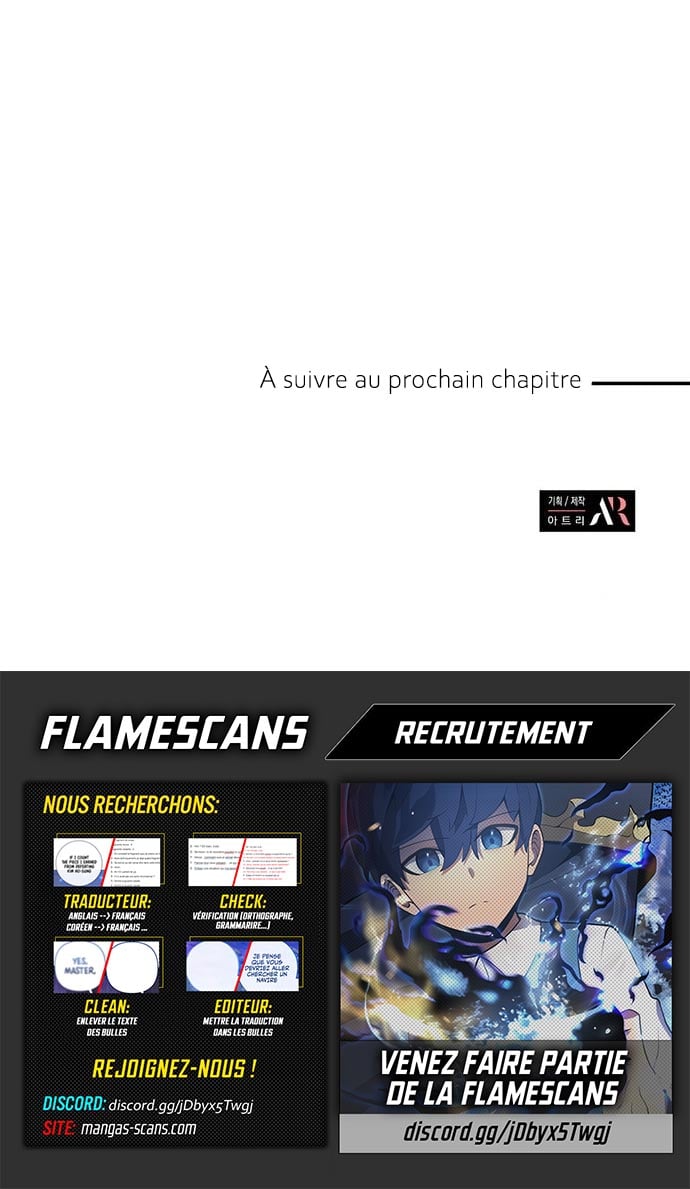 À suivre au prochain chapitre
기획 / 제작
아트리
AR
FLAMESCANS
RECRUTEMENT
NOUS RECHERCHONS:
IF I COUNT
THE PIECE I EARNED
FROM DEFEATING
KIM KI-SUNG
TRADUCTEUR:
ANGLAIS --> FRANÇAIS
CORÉEN --> FRANÇAIS ...
CHECK:
VÉRIFICATION (ORTHOGRAPHE,
GRAMMARIRE...)
YES,
MASTER,
CLEAN:
ENLEVER LE TEXTE
DES BULLES
JE PENSE
QUE VOUS
DEVRIEZ ALLER
CHERCHER UN
NAVIRE
EDITEUR:
METTRE LA TRADUCTION
DANS LES BULLES
REJOIGNEZ-NOUS !
DISCORD: discord.gg/jDbyx5Twgj
SITE: mangas-scans.com
VENEZ FAIRE PARTIE
DE LA FLAMESCANS
discord.gg/jDbyx5Twgj